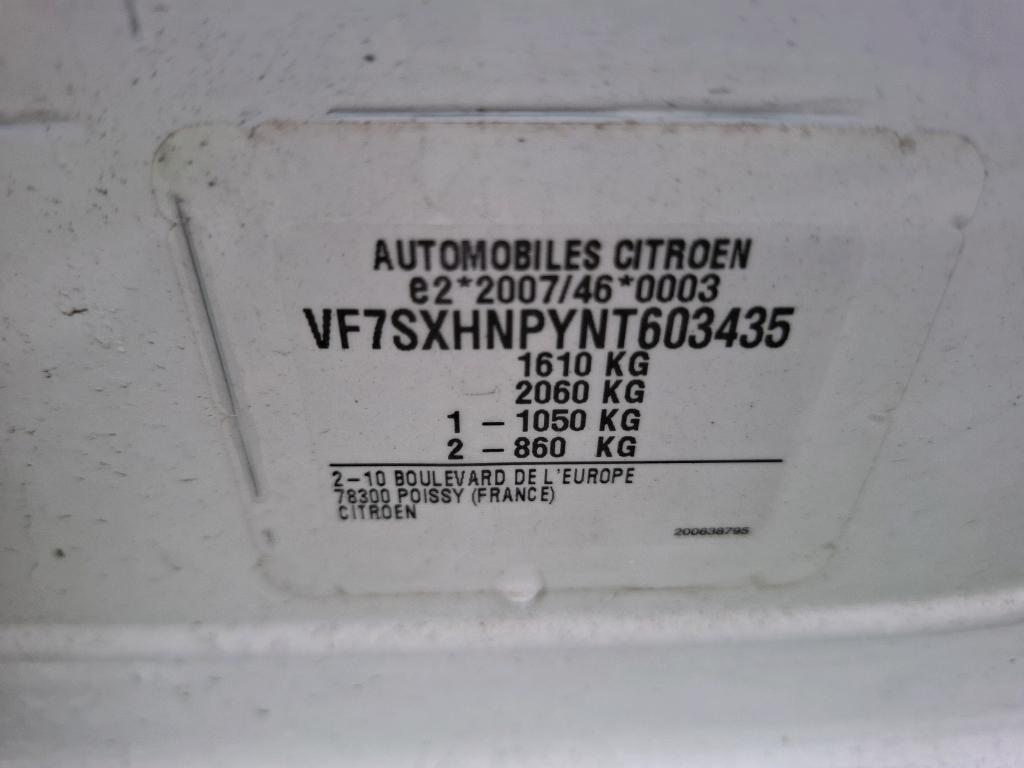 AUTOMOBILES CITROEN
e2*2007/46*0003
VF7SXHNPYNT603435
1610 KG
2060 KG
1 - 1050 KG
2 - 860 KG
2-10 BOULEVARD DE L'EUROPE
78300 POISSY (FRANCE)
CITROEN
200638795